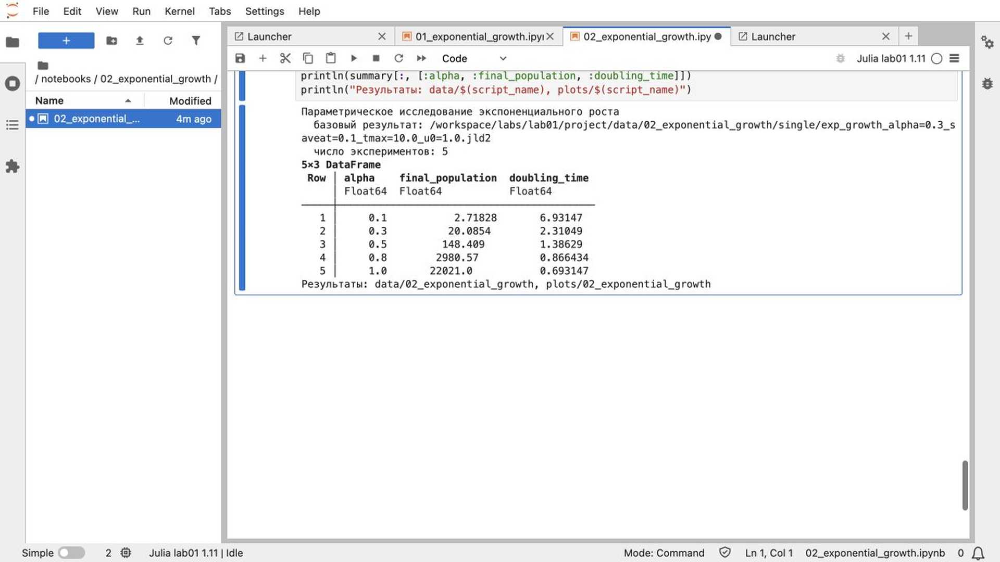 File Edit View Run Kernel Tabs Settings Help
Launcher
01_exponential_growth.ipyı
02_exponential_growth.ipy
Launcher
Code
Julia lab01 1.11
/ notebooks / 02_exponential_growth /
Name Modified
02_exponential_... 4m ago
println(summary[:, [:alpha, :final_population, :doubling_time]])
println("Результаты: data/$(script_name), plots/$(script_name)")
Параметрическое исследование экспоненциального роста
базовый результат: /workspace/labs/lab01/project/data/02_exponential_growth/single/exp_growth_alpha=0.3_s
aveat=0.1_tmax=10.0_u0=1.0.jld2
число экспериментов: 5
5×3 DataFrame
Row alpha final_population doubling_time
Float64 Float64 Float64
1 0.1 2.71828 6.93147
2 0.3 20.0854 2.31049
3 0.5 148.409 1.38629
4 0.8 2980.57 0.866434
5 1.0 22021.0 0.693147
Результаты: data/02_exponential_growth, plots/02_exponential_growth
Simple 2 Julia lab01 1.11 | Idle Mode: Command Ln 1, Col 1 02_exponential_growth.ipynb 0